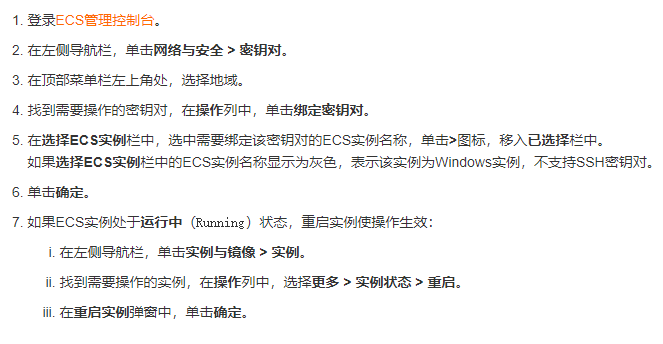 1. 登录ECS管理控制台。
2. 在左侧导航栏，单击网络与安全 > 密钥对。
3. 在顶部菜单栏左上角处，选择地域。
4. 找到需要操作的密钥对，在操作列中，单击绑定密钥对。
5. 在选择ECS实例栏中，选中需要绑定该密钥对的ECS实例名称，单击>图标，移入已选择栏中。
如果选择ECS实例栏中的ECS实例名称显示为灰色，表示该实例为Windows实例，不支持SSH密钥对。
6. 单击确定。
7. 如果ECS实例处于运行中（Running）状态，重启实例使操作生效：
i. 在左侧导航栏，单击实例与镜像 > 实例。
ii. 找到需要操作的实例，在操作列中，选择更多 > 实例状态 > 重启。
iii. 在重启实例弹窗中，单击确定。